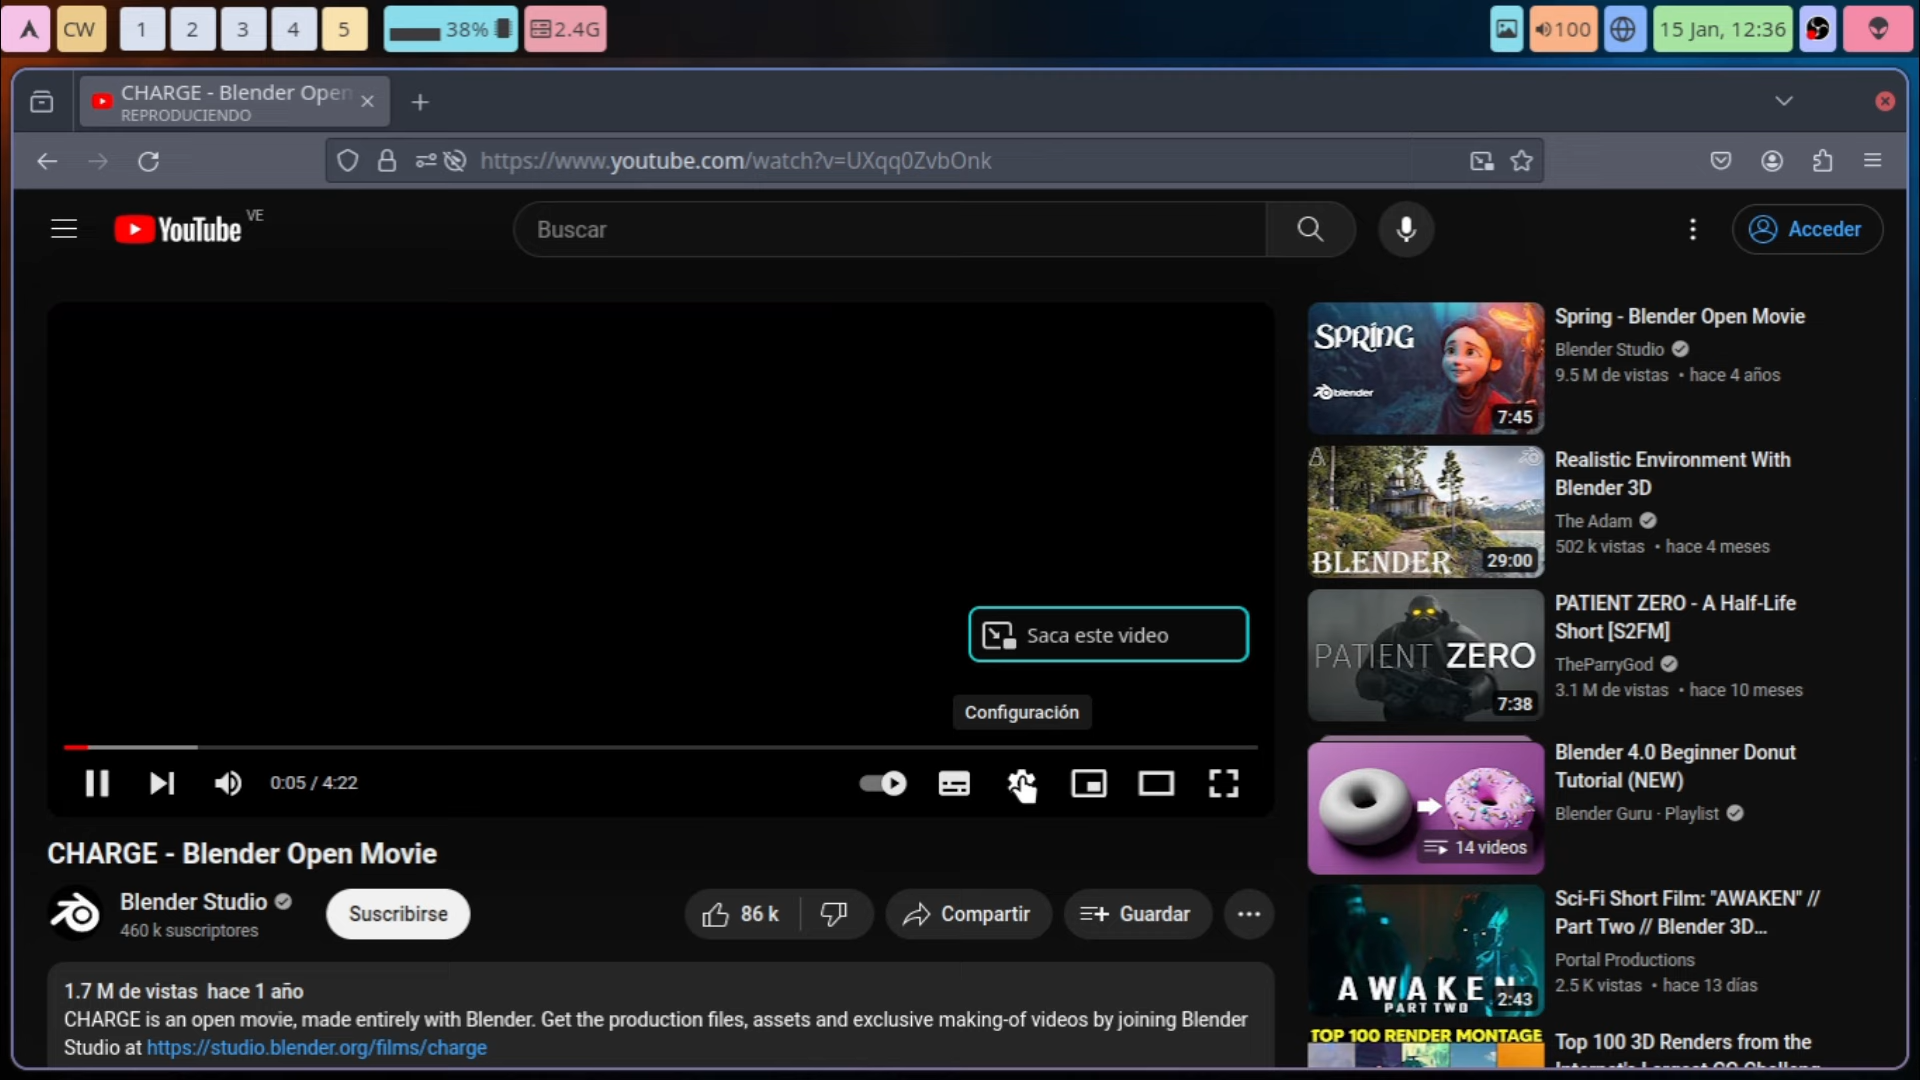 CW 1 2 3 4 5 38% 2.4G 100 15 Jan, 12:36
CHARGE - Blender Open
REPRODUCIENDO
https://www.youtube.com/watch?v=UXqq0ZvbOnk
YouTube VE
Buscar
Acceder
Saca este video
Configuración
0:05 / 4:22
CHARGE - Blender Open Movie
Blender Studio
460 k suscriptores
Suscribirse
86 k
Compartir
Guardar
1.7 M de vistas hace 1 año
CHARGE is an open movie, made entirely with Blender. Get the production files, assets and exclusive making-of videos by joining Blender
Studio at https://studio.blender.org/films/charge
SPRING
blender
7:45
Spring - Blender Open Movie
Blender Studio
9.5 M de vistas • hace 4 años
A
BLENDER
29:00
Realistic Environment With
Blender 3D
The Adam
502 k vistas • hace 4 meses
PATIENT ZERO
7:38
PATIENT ZERO - A Half-Life
Short [S2FM]
TheParryGod
3.1 M de vistas • hace 10 meses
14 videos
Blender 4.0 Beginner Donut
Tutorial (NEW)
Blender Guru · Playlist
AWAKEN
PART TWO
2:43
Sci-Fi Short Film: "AWAKEN" //
Part Two // Blender 3D...
Portal Productions
2.5 K vistas • hace 13 días
TOP 100 RENDER MONTAGE
Top 100 3D Renders from the
Internet's Largest CG Challeng